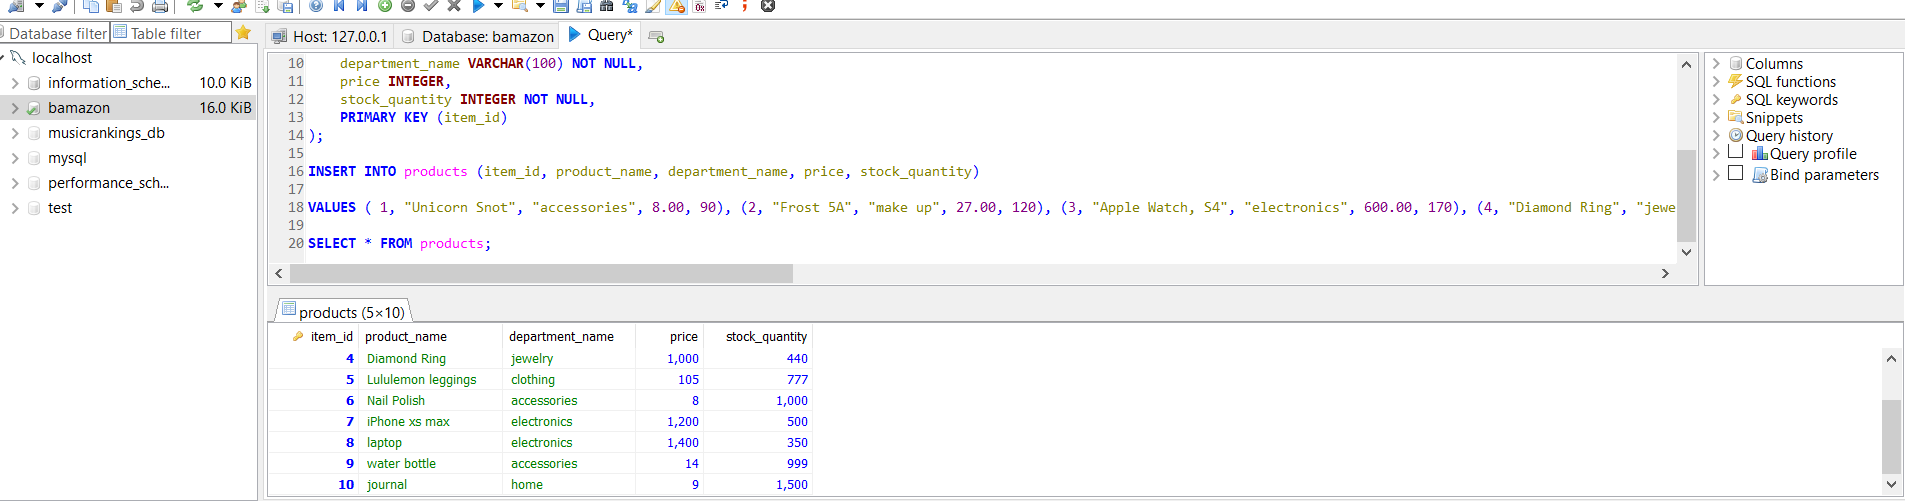 Database filter Table filter
Host: 127.0.0.1 Database: bamazon Query*
localhost
information_sche... 10.0 KiB
bamazon 16.0 KiB
musicrankings_db
mysql
performance_sch...
test
10 department_name VARCHAR(100) NOT NULL,
11 price INTEGER,
12 stock_quantity INTEGER NOT NULL,
13 PRIMARY KEY (item_id)
14 );
15
16 INSERT INTO products (item_id, product_name, department_name, price, stock_quantity)
17
18 VALUES ( 1, "Unicorn Snot", "accessories", 8.00, 90), (2, "Frost 5A", "make up", 27.00, 120), (3, "Apple Watch, S4", "electronics", 600.00, 170), (4, "Diamond Ring", "jewe
19
20 SELECT * FROM products;
Columns
SQL functions
SQL keywords
Snippets
Query history
Query profile
Bind parameters
products (5×10)
item_id product_name department_name price stock_quantity
4 Diamond Ring jewelry 1,000 440
5 Lululemon leggings clothing 105 777
6 Nail Polish accessories 8 1,000
7 iPhone xs max electronics 1,200 500
8 laptop electronics 1,400 350
9 water bottle accessories 14 999
10 journal home 9 1,500